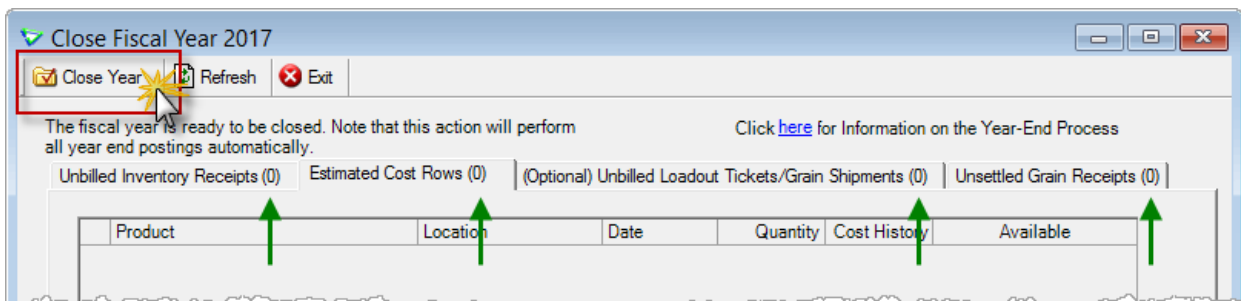 Close Fiscal Year 2017
Close Year Refresh Exit
The fiscal year is ready to be closed. Note that this action will perform
all year end postings automatically.
Click here for Information on the Year-End Process
Unbilled Inventory Receipts (0) Estimated Cost Rows (0) (Optional) Unbilled Loadout Tickets/Grain Shipments (0) Unsettled Grain Receipts (0)
Product Location Date Quantity Cost History Available